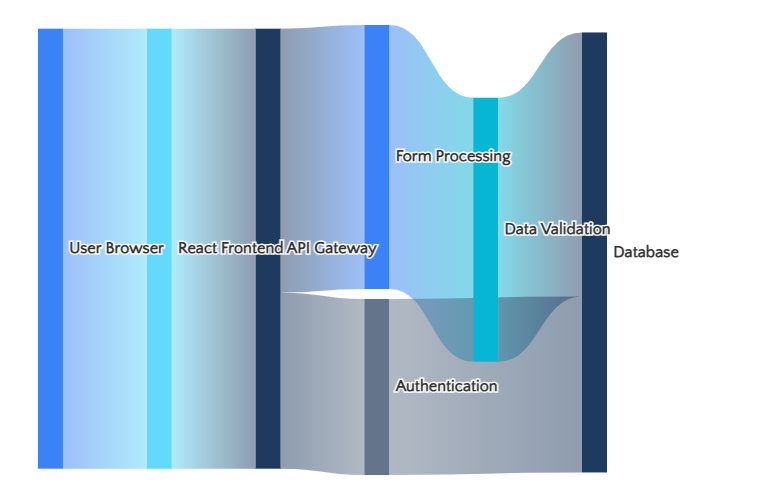 User Browser
React Frontend
API Gateway
Form Processing
Authentication
Data Validation
Database